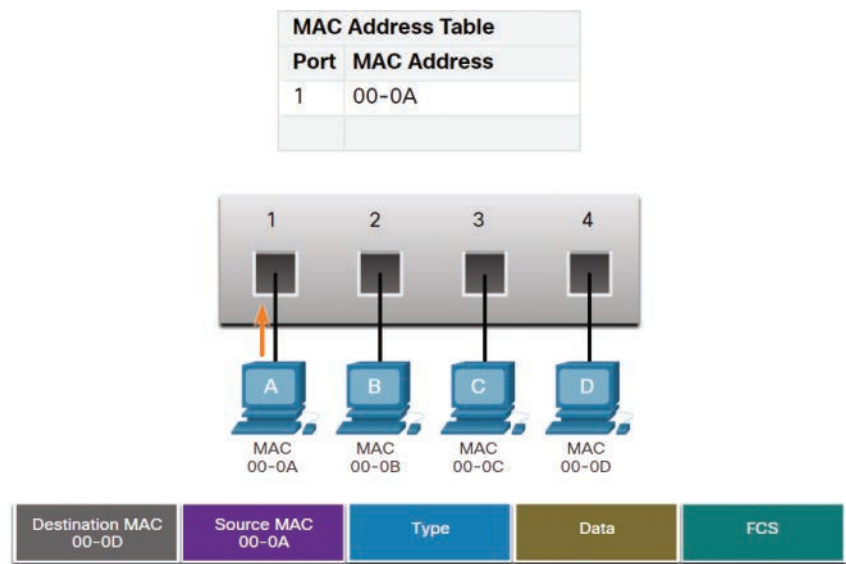 MAC Address Table
Port MAC Address
1 00-0A
1 2 3 4
A B C D
MAC MAC MAC MAC
00-0A 00-0B 00-0C 00-0D
Destination MAC Source MAC Type Data FCS
00-0D 00-0A